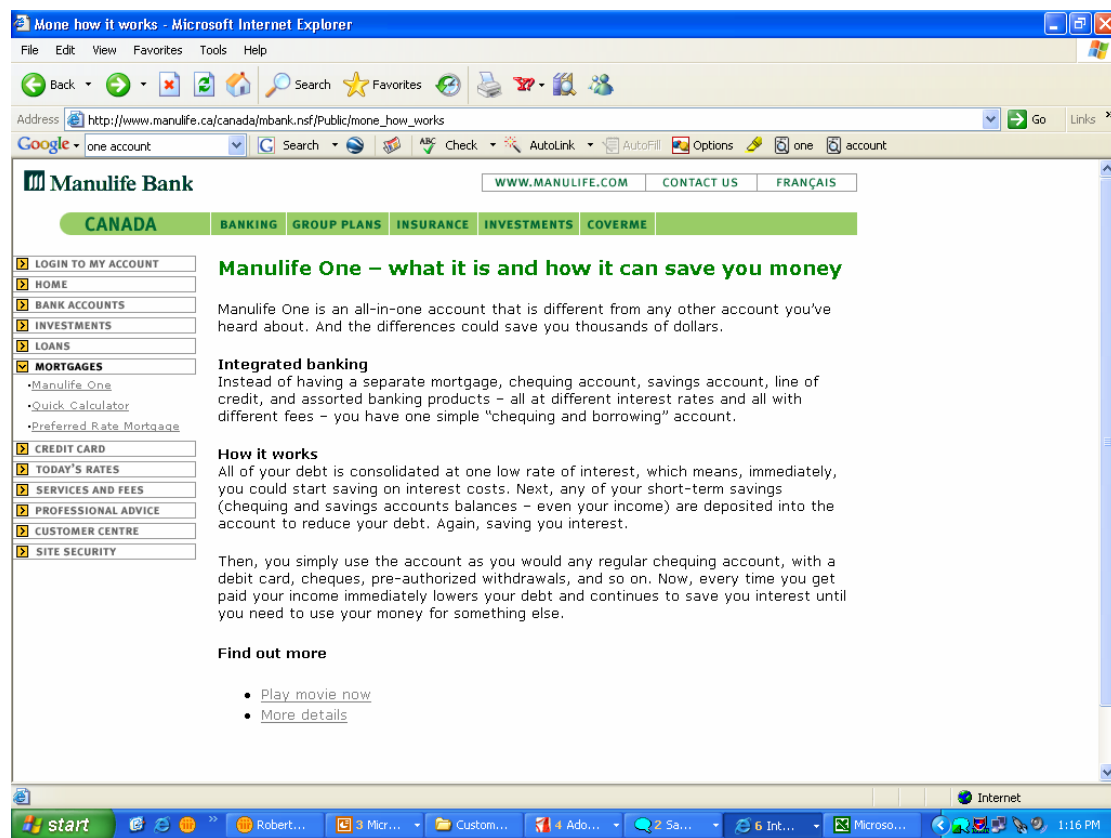 Mone how it works - Microsoft Internet Explorer
File Edit View Favorites Tools Help
Back Search Favorites
Address http://www.manulife.ca/canada/mbank.nsf/Public/mone_how_works Go Links »
Google one account G Search ABC Check AutoLink AutoFill Options one account
Manulife Bank
WWW.MANULIFE.COM CONTACT US FRANÇAIS
CANADA BANKING GROUP PLANS INSURANCE INVESTMENTS COVERME
LOGIN TO MY ACCOUNT
HOME
BANK ACCOUNTS
INVESTMENTS
LOANS
MORTGAGES
•Manulife One
•Quick Calculator
•Preferred Rate Mortgage
CREDIT CARD
TODAY'S RATES
SERVICES AND FEES
PROFESSIONAL ADVICE
CUSTOMER CENTRE
SITE SECURITY
Manulife One – what it is and how it can save you money
Manulife One is an all-in-one account that is different from any other account you've
heard about. And the differences could save you thousands of dollars.
Integrated banking
Instead of having a separate mortgage, chequing account, savings account, line of
credit, and assorted banking products – all at different interest rates and all with
different fees – you have one simple “chequing and borrowing” account.
How it works
All of your debt is consolidated at one low rate of interest, which means, immediately,
you could start saving on interest costs. Next, any of your short-term savings
(chequing and savings accounts balances – even your income) are deposited into the
account to reduce your debt. Again, saving you interest.
Then, you simply use the account as you would any regular chequing account, with a
debit card, cheques, pre-authorized withdrawals, and so on. Now, every time you get
paid your income immediately lowers your debt and continues to save you interest until
you need to use your money for something else.
Find out more
• Play movie now
• More details
Internet
start » Robert... 3 Micr... Custom... 4 Ado... 2 Sa... 6 Int... Microso... 1:16 PM